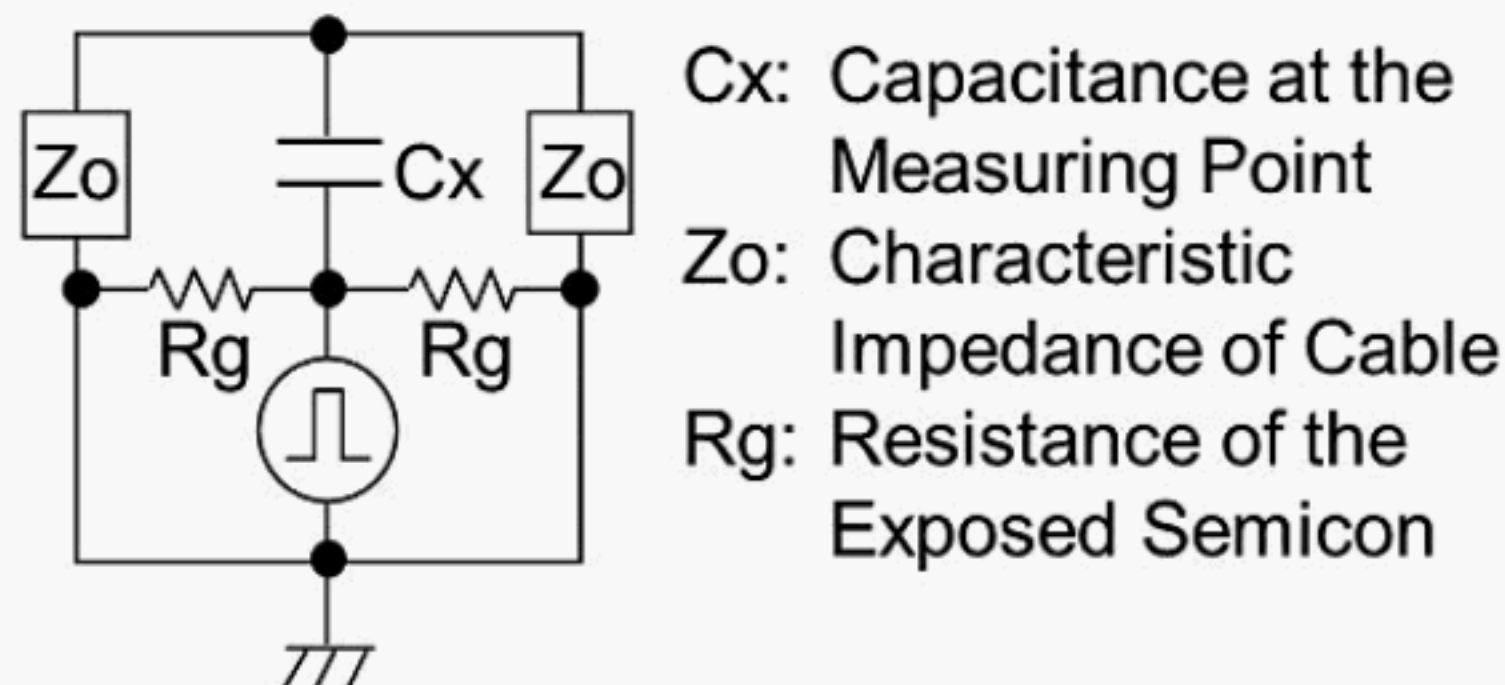 Zo
Cx
Zo
Rg
Rg
Cx: Capacitance at the
Measuring Point
Zo: Characteristic
Impedance of Cable
Rg: Resistance of the
Exposed Semicon